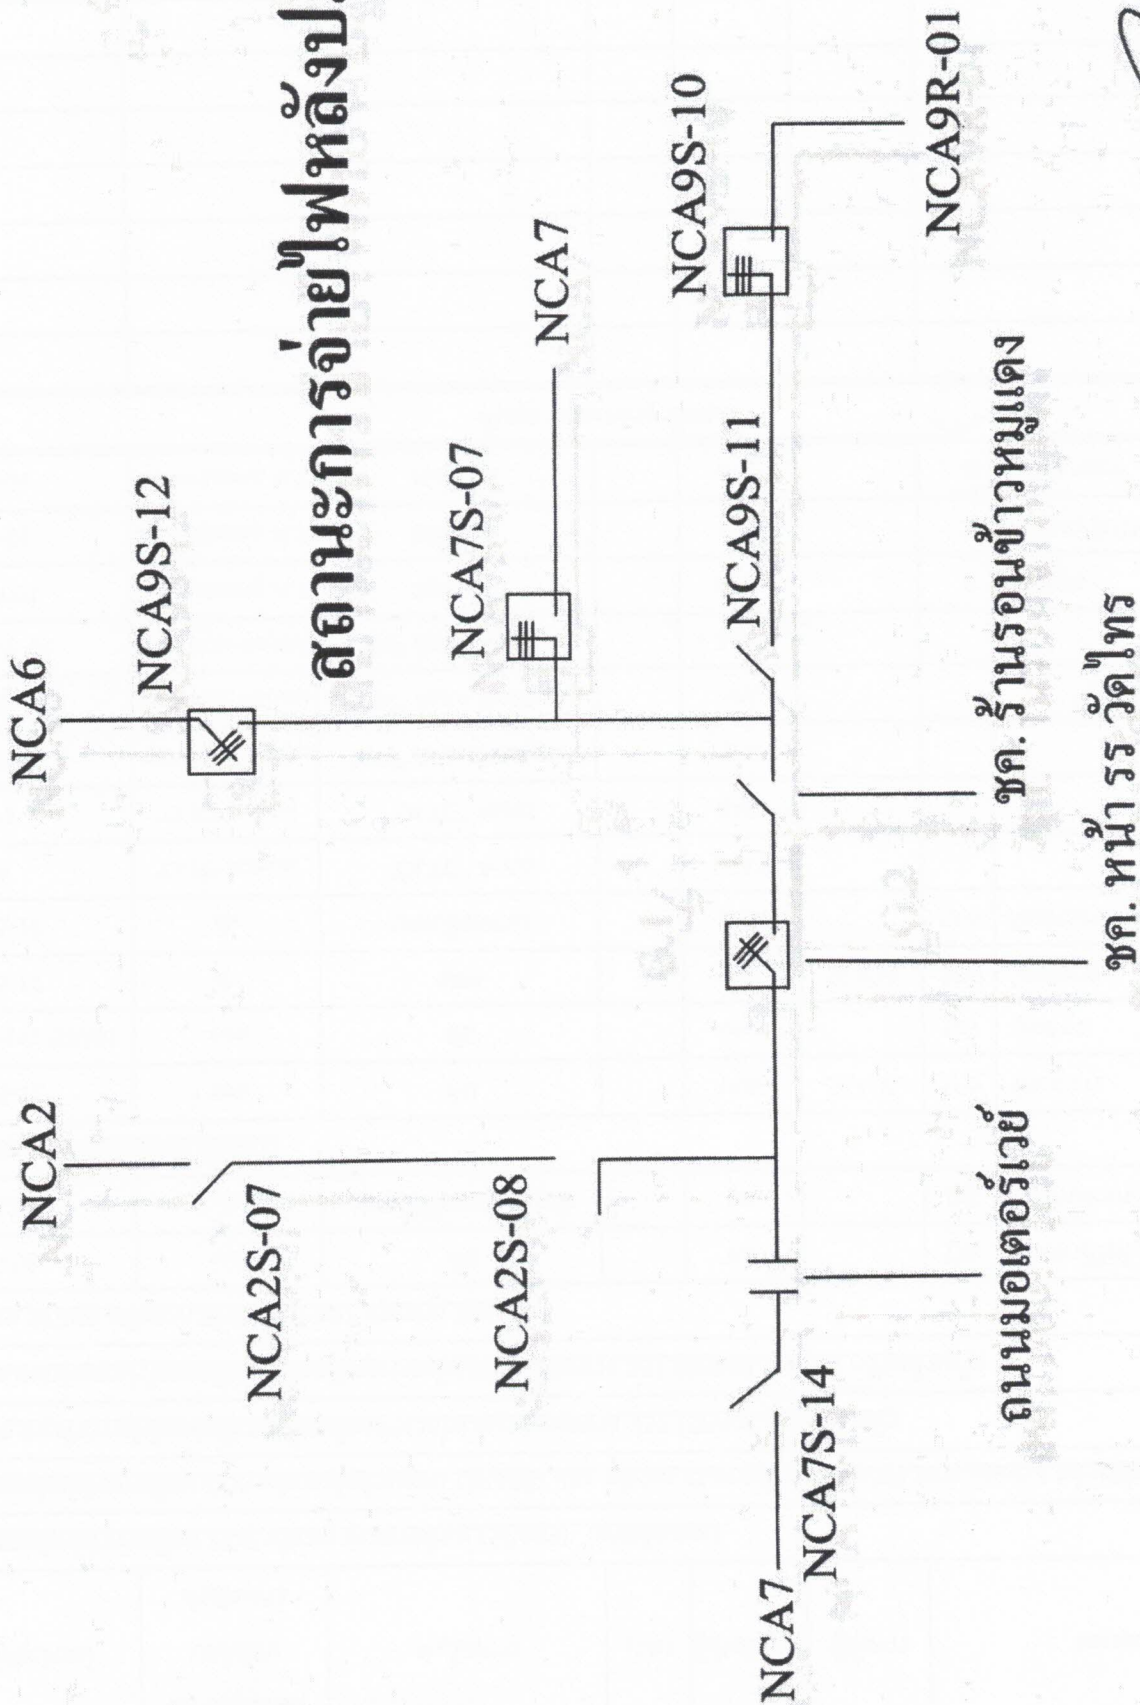 สถานะการจ่ายไฟหลังป
NCA6
NCA9S-12
NCA2
NCA2S-07
NCA7S-07
NCA7
NCA2S-08
NCA9S-10
NCA9S-11
NCA7
NCA7S-14
NCA9R-01
ถนนมอเตอร์เวย์
ชค. ร้านรอนข้าวหมูแดง
ชค. หน้า รร วัดไทร